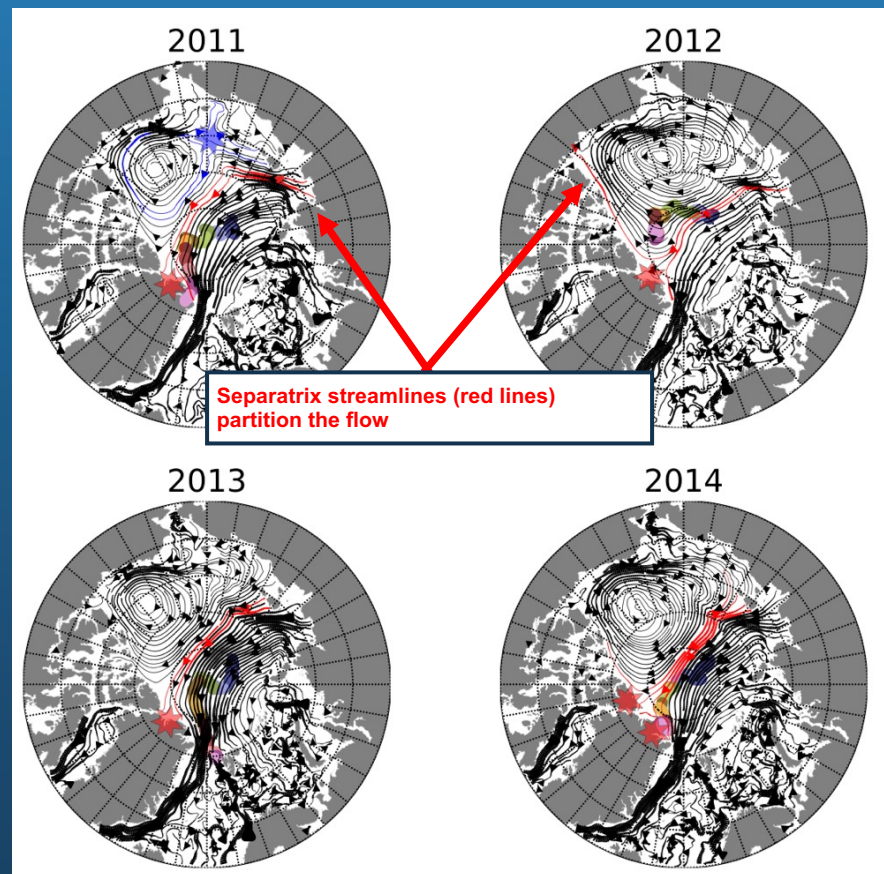 2011
2012
Separatrix streamlines (red lines)
partition the flow
2013
2014